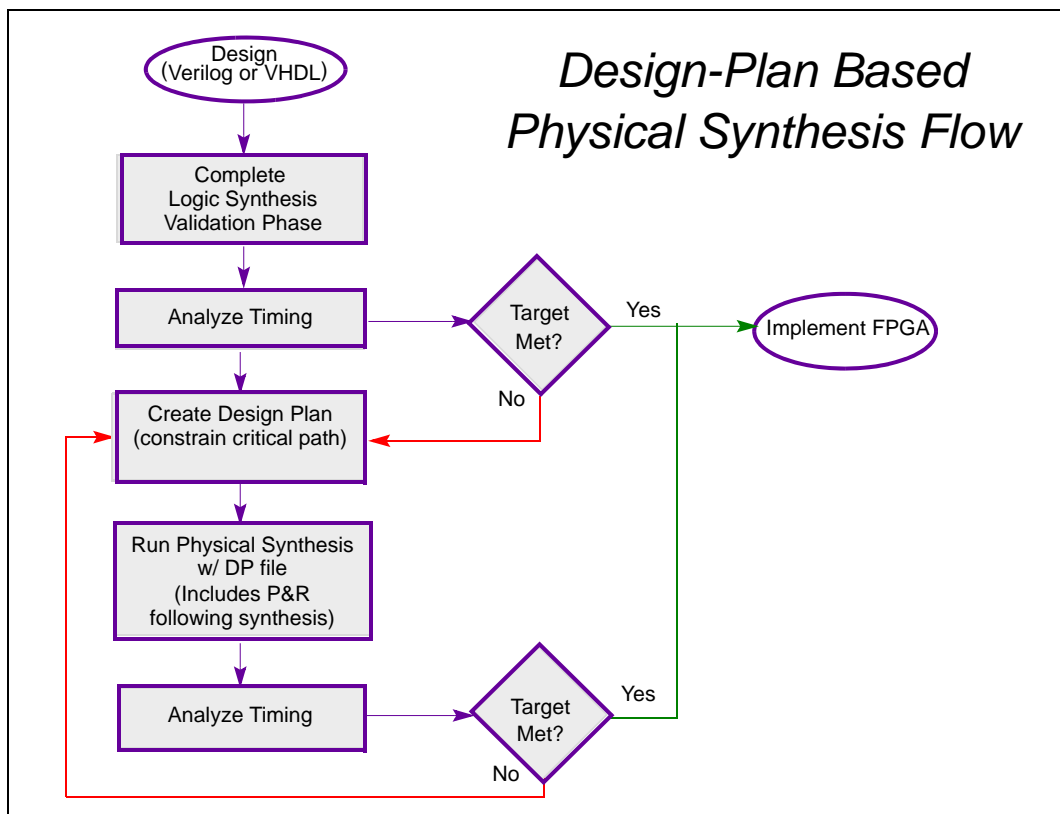 Design-Plan Based
Physical Synthesis Flow
Design
(Verilog or VHDL)
Complete
Logic Synthesis
Validation Phase
Analyze Timing
Target
Met?
Yes
Implement FPGA
No
Create Design Plan
(constrain critical path)
Run Physical Synthesis
w/ DP file
(Includes P&R
following synthesis)
Analyze Timing
Target
Met?
Yes
No